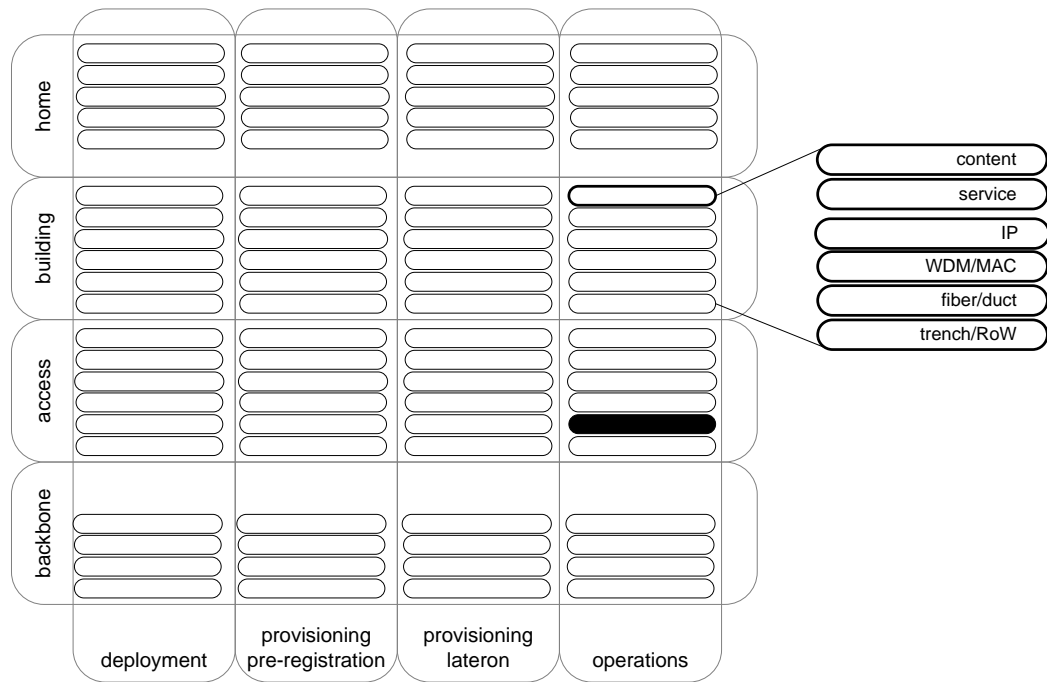 home
building
access
backbone
content
service
IP
WDM/MAC
fiber/duct
trench/RoW
deployment
provisioning
pre-registration
provisioning
lateron
operations